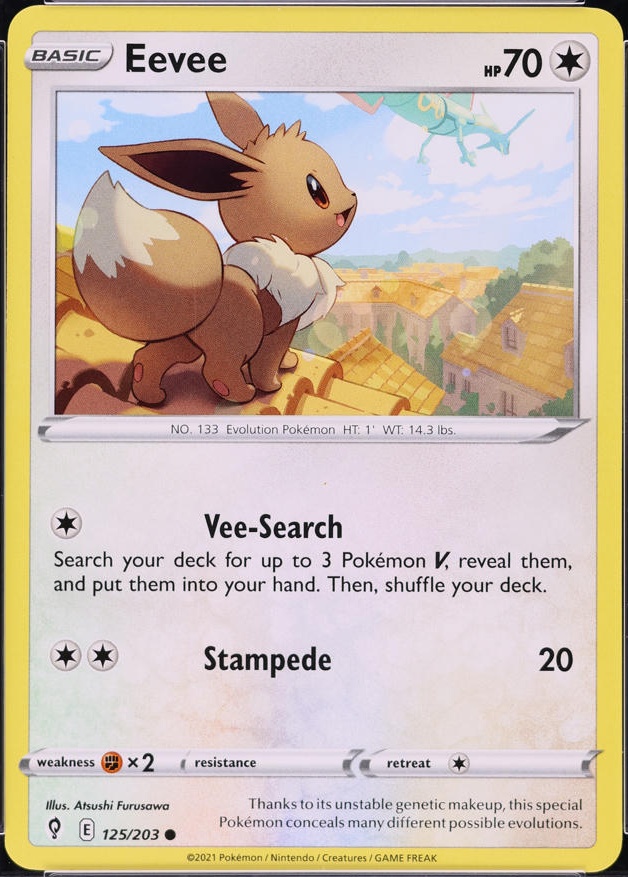 BASIC Eevee HP70
NO. 133 Evolution Pokémon HT: 1' WT: 14.3 lbs.
Vee-Search
Search your deck for up to 3 Pokémon V, reveal them,
and put them into your hand. Then, shuffle your deck.
Stampede 20
weakness ×2 resistance retreat
Illus. Atsushi Furusawa
Thanks to its unstable genetic makeup, this special
Pokémon conceals many different possible evolutions.
E 125/203
©2021 Pokémon / Nintendo / Creatures / GAME FREAK